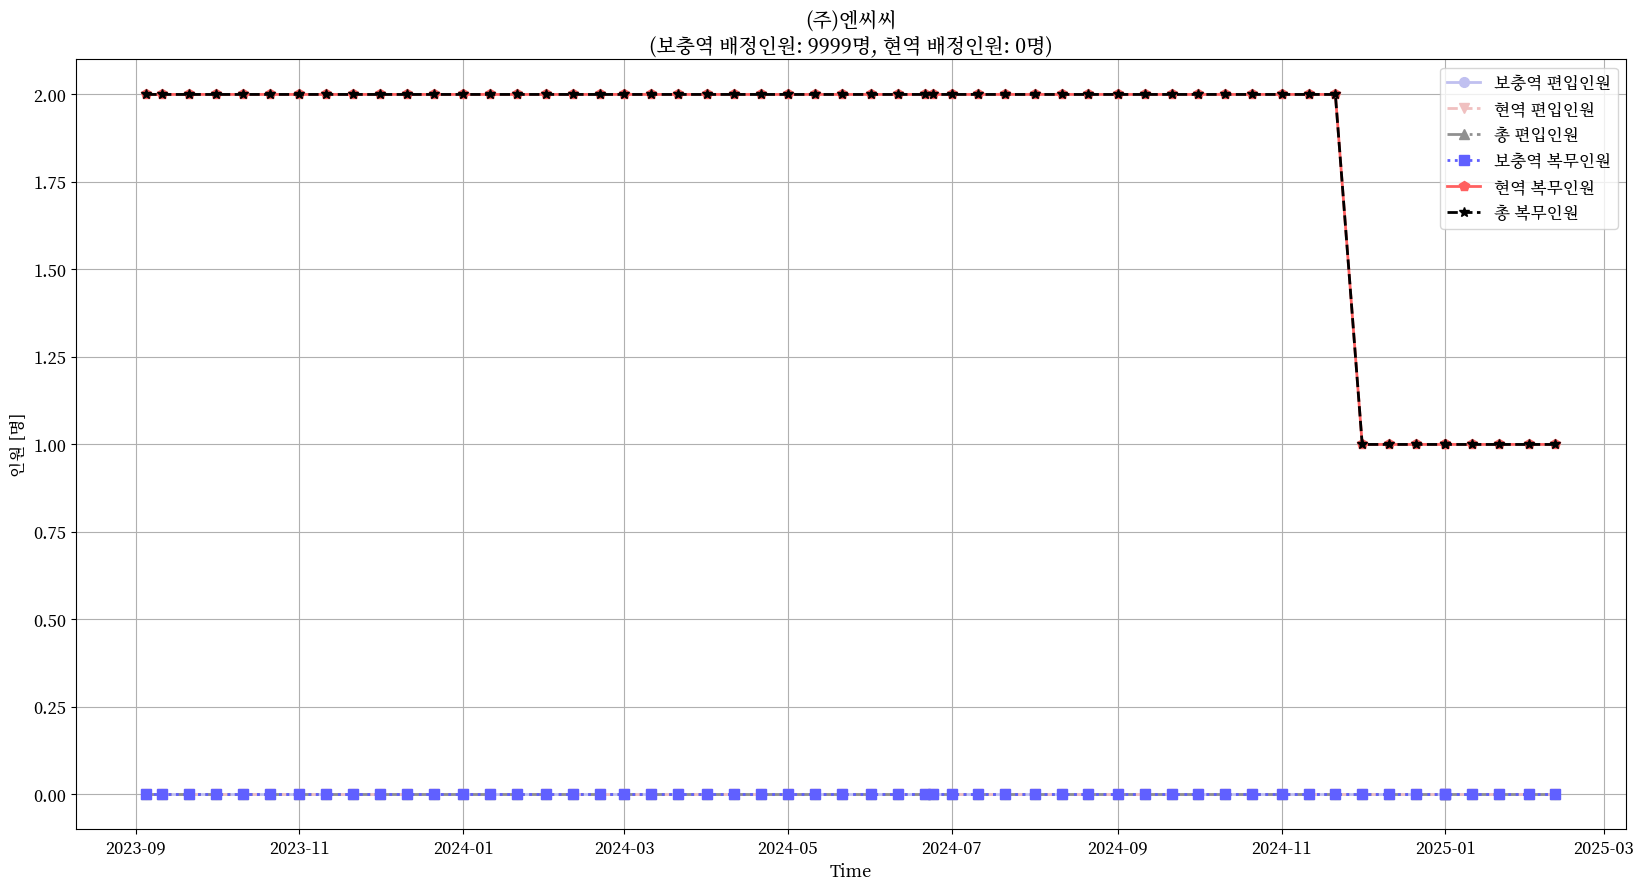 (주)엔씨씨
(보충역 배정인원: 9999명, 현역 배정인원: 0명)
보충역 편입인원
현역 편입인원
총 편입인원
보충역 복무인원
현역 복무인원
총 복무인원
2.00
1.75
1.50
1.25
1.00
0.75
0.50
0.25
0.00
인원 [명]
2023-09 2023-11 2024-01 2024-03 2024-05 2024-07 2024-09 2024-11 2025-01 2025-03
Time